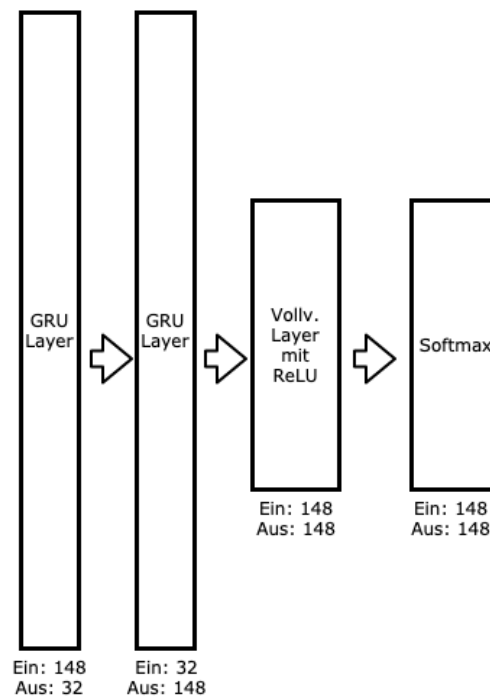 GRU
Layer
GRU
Layer
Vollv.
Layer
mit
ReLU
Softmax
Ein: 148
Aus: 32
Ein: 32
Aus: 148
Ein: 148
Aus: 148
Ein: 148
Aus: 148